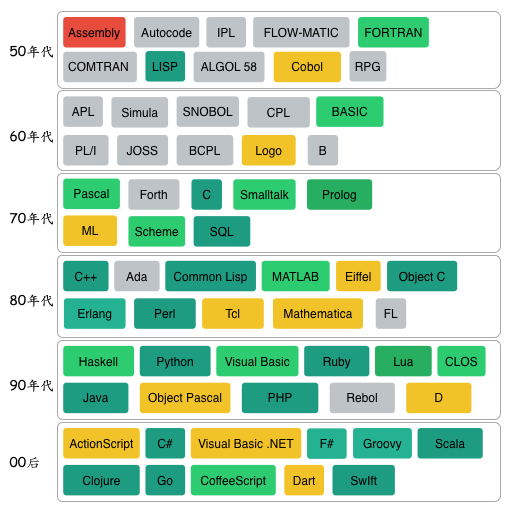 50年代
Assembly Autocode IPL FLOW-MATIC FORTRAN
COMTRAN LISP ALGOL 58 Cobol RPG
60年代
APL Simula SNOBOL CPL BASIC
PL/I JOSS BCPL Logo B
70年代
Pascal Forth C Smalltalk Prolog
ML Scheme SQL
80年代
C++ Ada Common Lisp MATLAB Eiffel Object C
Erlang Perl Tcl Mathematica FL
90年代
Haskell Python Visual Basic Ruby Lua CLOS
Java Object Pascal PHP Rebol D
00后
ActionScript C# Visual Basic .NET F# Groovy Scala
Clojure Go CoffeeScript Dart SwIft